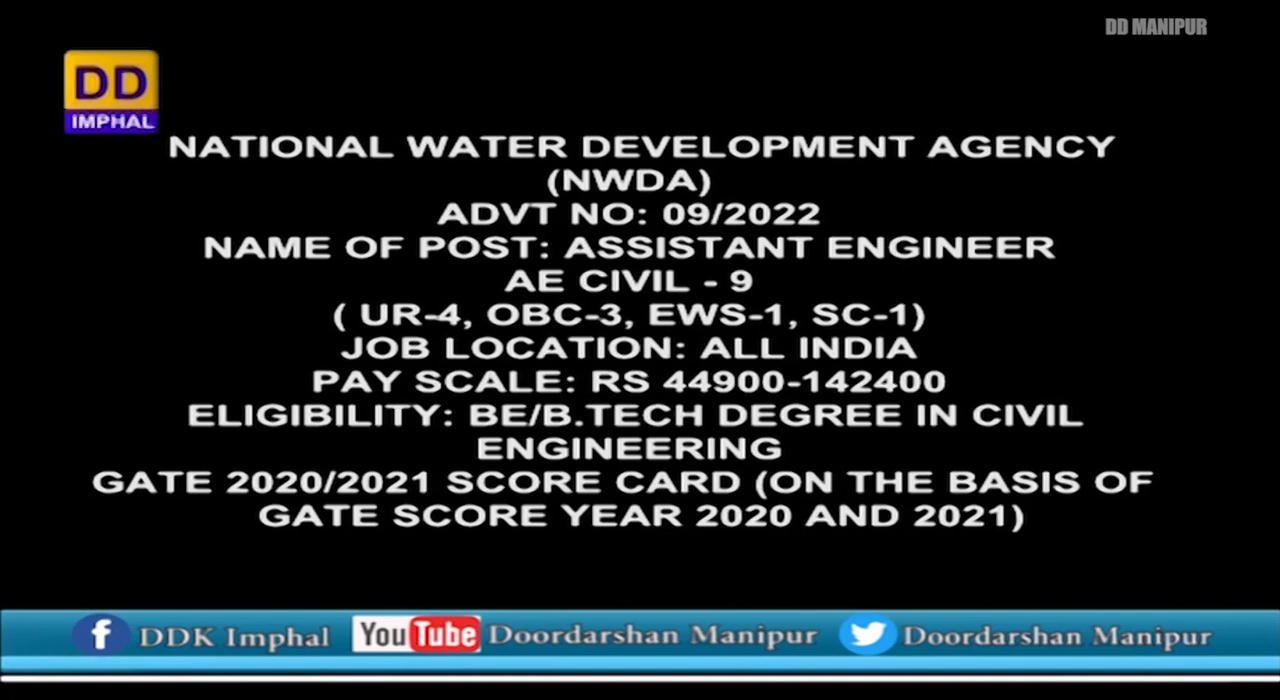 DD MANIPUR
DD
IMPHAL
NATIONAL WATER DEVELOPMENT AGENCY
(NWDA)
ADVT NO: 09/2022
NAME OF POST: ASSISTANT ENGINEER
AE CIVIL - 9
( UR-4, OBC-3, EWS-1, SC-1)
JOB LOCATION: ALL INDIA
PAY SCALE: RS 44900-142400
ELIGIBILITY: BE/B.TECH DEGREE IN CIVIL
ENGINEERING
GATE 2020/2021 SCORE CARD (ON THE BASIS OF
GATE SCORE YEAR 2020 AND 2021)
f DDK Imphal YouTube Doordarshan Manipur Doordarshan Manipur